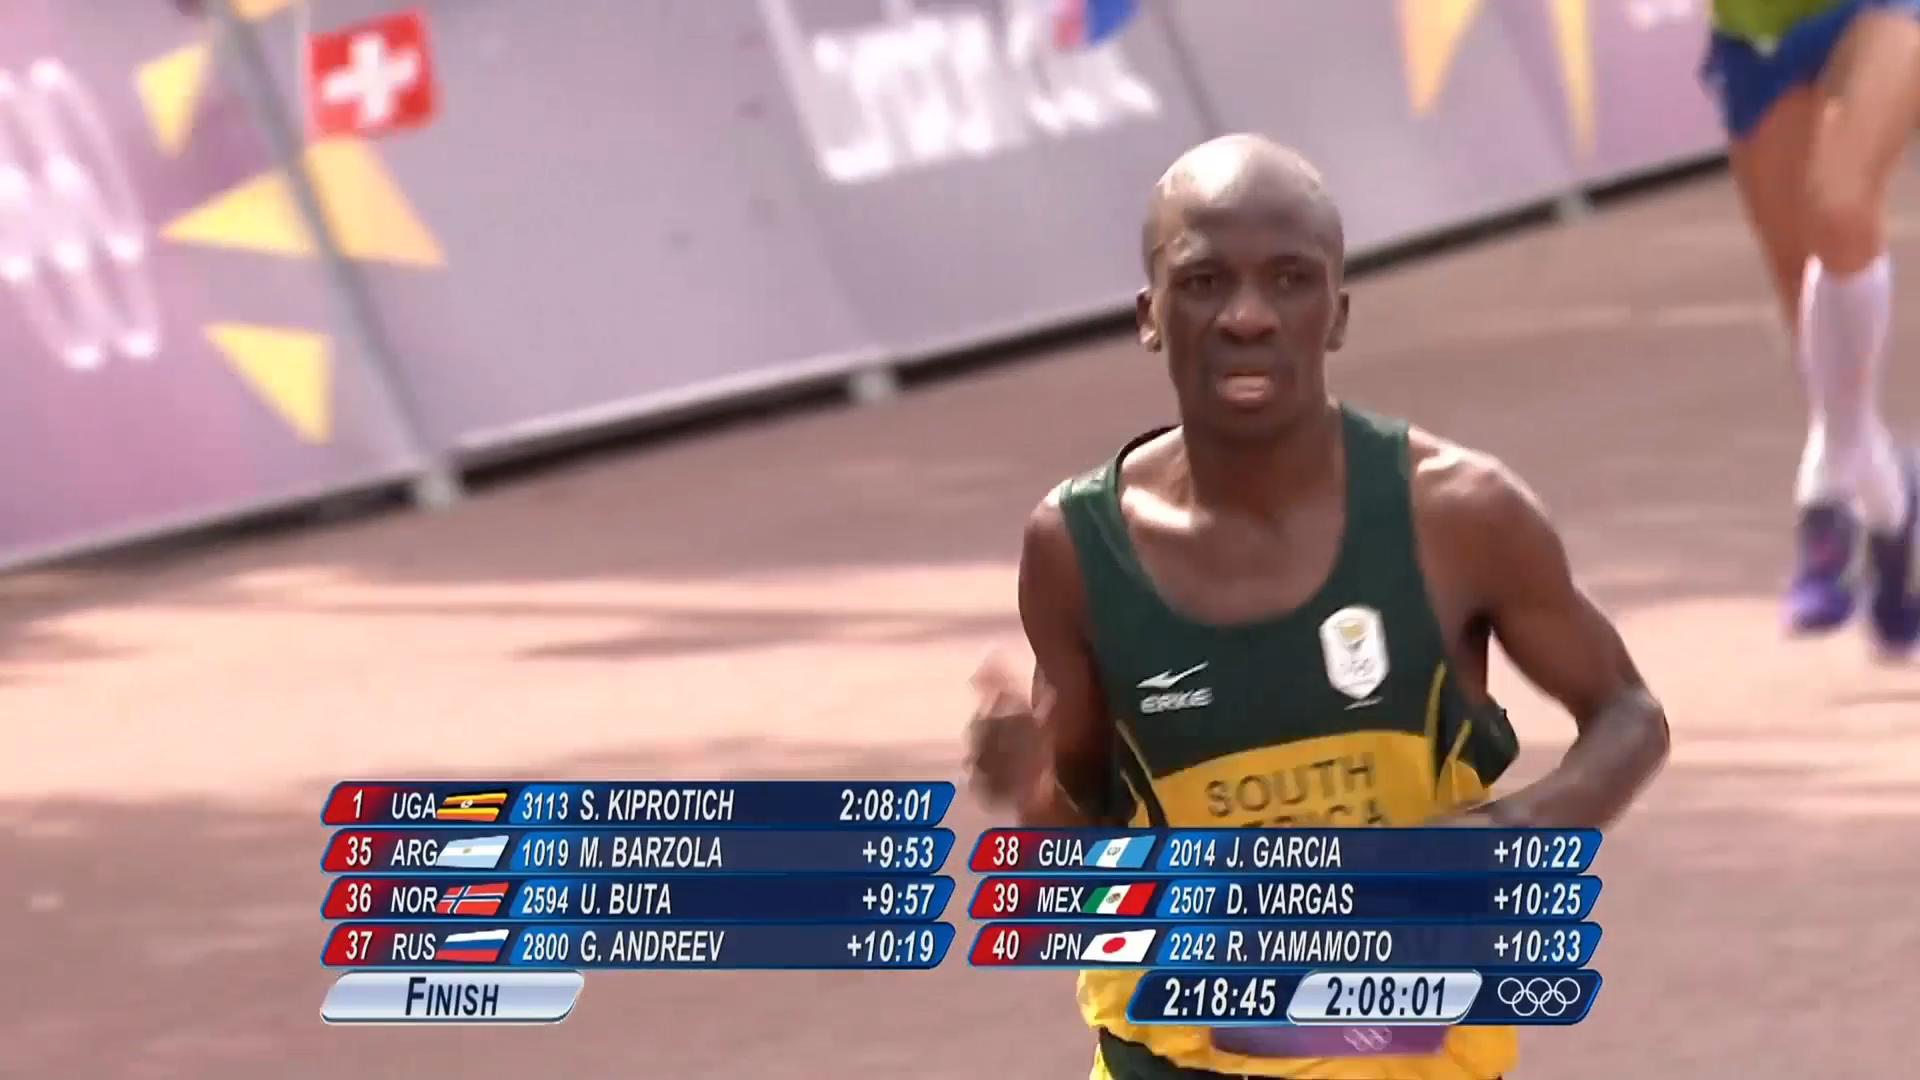 ERKE
SOUTH
1 UGA 3113 S. KIPROTICH 2:08:01
35 ARG 1019 M. BARZOLA +9:53
36 NOR 2594 U. BUTA +9:57
37 RUS 2800 G. ANDREEV +10:19
38 GUA 2014 J. GARCIA +10:22
39 MEX 2507 D. VARGAS +10:25
40 JPN 2242 R. YAMAMOTO +10:33
FINISH
2:18:45 2:08:01